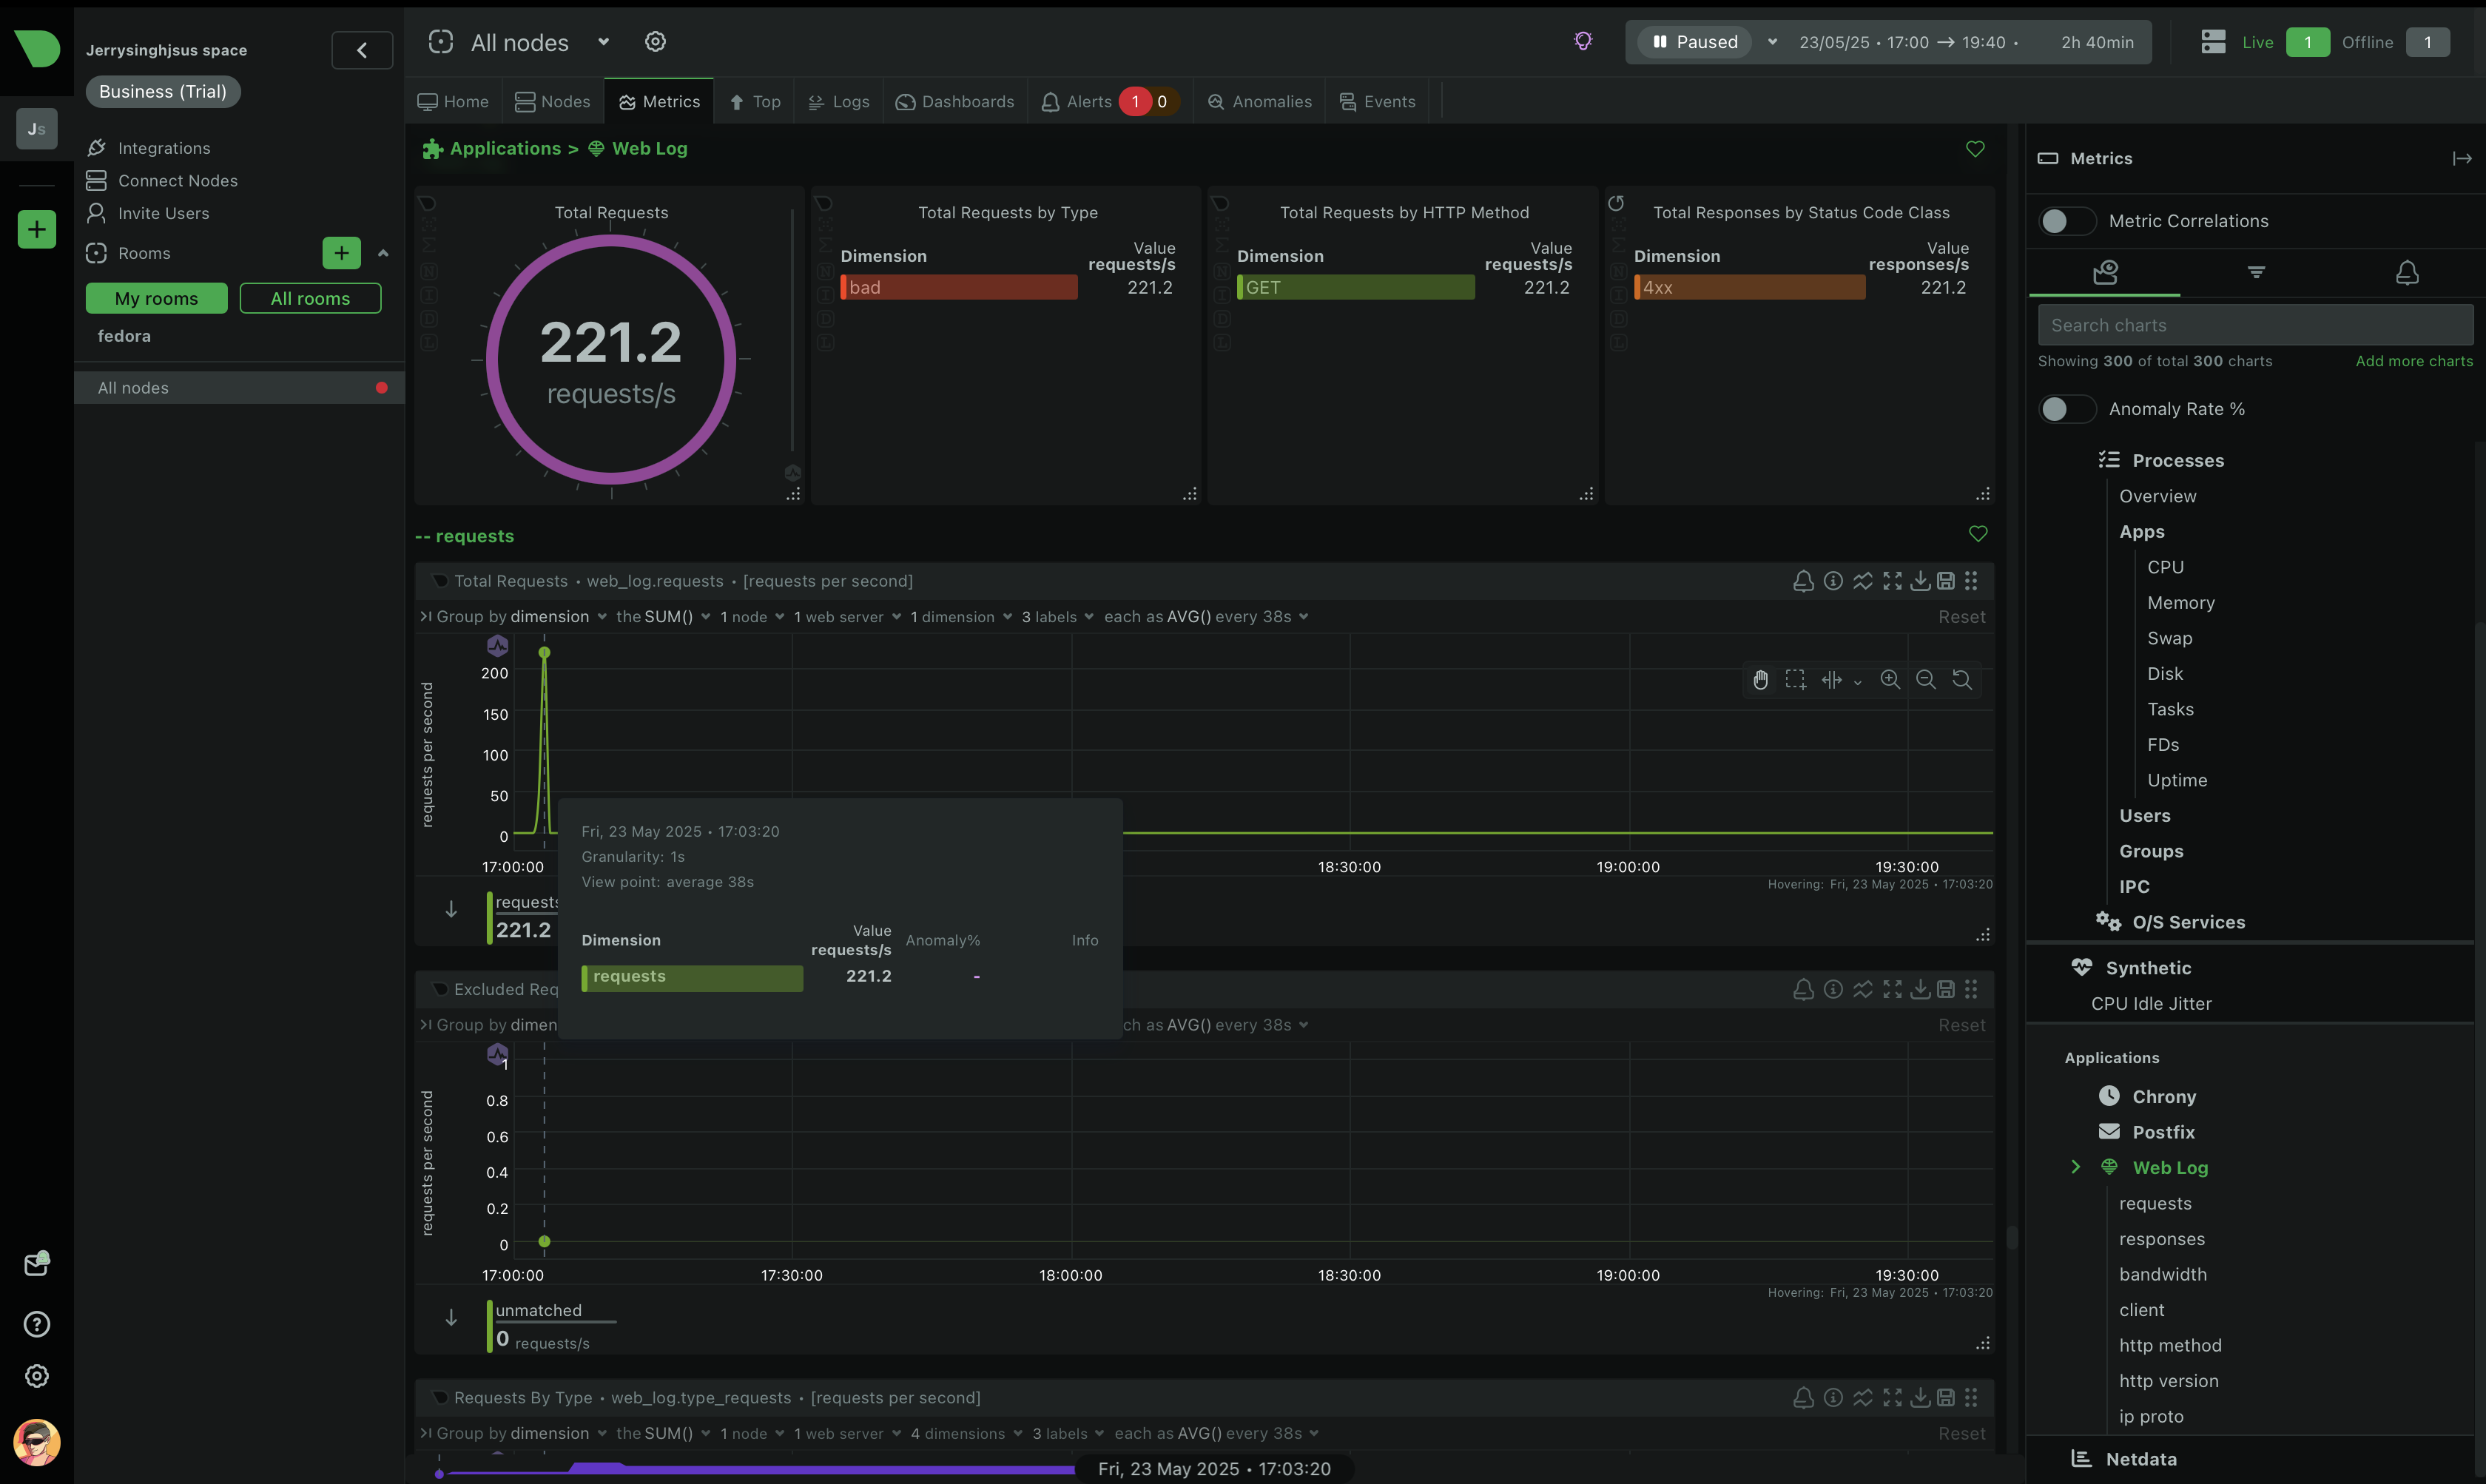 Jerrysinghjsus space
Business (Trial)
Js
Integrations
Connect Nodes
Invite Users
Rooms
My rooms
All rooms
fedora
All nodes
All nodes
Paused
23/05/25 • 17:00 → 19:40 •
2h 40min
Live
1
Offline
1
Home
Nodes
Metrics
Top
Logs
Dashboards
Alerts
1
0
Anomalies
Events
Applications >
Web Log
Total Requests
221.2
requests/s
Total Requests by Type
Dimension
Value
requests/s
bad
221.2
Total Requests by HTTP Method
Dimension
Value
requests/s
GET
221.2
Total Responses by Status Code Class
Dimension
Value
responses/s
4xx
221.2
-- requests
Total Requests • web_log.requests • [requests per second]
Group by dimension the SUM() 1 node 1 web server 1 dimension 3 labels each as AVG() every 38s
Reset
requests per second
200
150
100
50
0
17:00:00
18:30:00
19:00:00
19:30:00
Hovering: Fri, 23 May 2025 • 17:03:20
requests
221.2
Fri, 23 May 2025 • 17:03:20
Granularity: 1s
View point: average 38s
Dimension
Value
requests/s
Anomaly%
Info
requests
221.2
-
Excluded Req
Group by dimen
ch as AVG() every 38s
Reset
requests per second
1
0.8
0.6
0.4
0.2
0
17:00:00
17:30:00
18:00:00
18:30:00
19:00:00
19:30:00
Hovering: Fri, 23 May 2025 • 17:03:20
unmatched
0 requests/s
Requests By Type • web_log.type_requests • [requests per second]
Group by dimension the SUM() 1 node 1 web server 4 dimensions 3 labels each as AVG() every 38s
Reset
Fri, 23 May 2025 • 17:03:20
Metrics
Metric Correlations
Search charts
Showing 300 of total 300 charts
Add more charts
Anomaly Rate %
Processes
Overview
Apps
CPU
Memory
Swap
Disk
Tasks
FDs
Uptime
Users
Groups
IPC
O/S Services
Synthetic
CPU Idle Jitter
Applications
Chrony
Postfix
Web Log
requests
responses
bandwidth
client
http method
http version
ip proto
Netdata